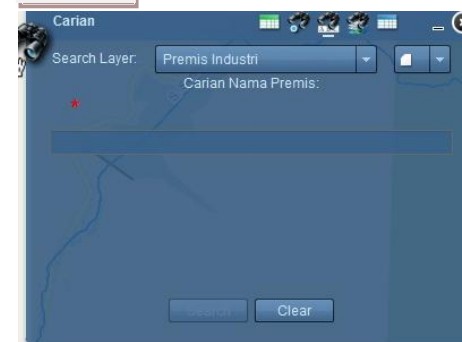 Carian
Search Layer: Premis Industri
Carian Nama Premis:
*
Search Clear